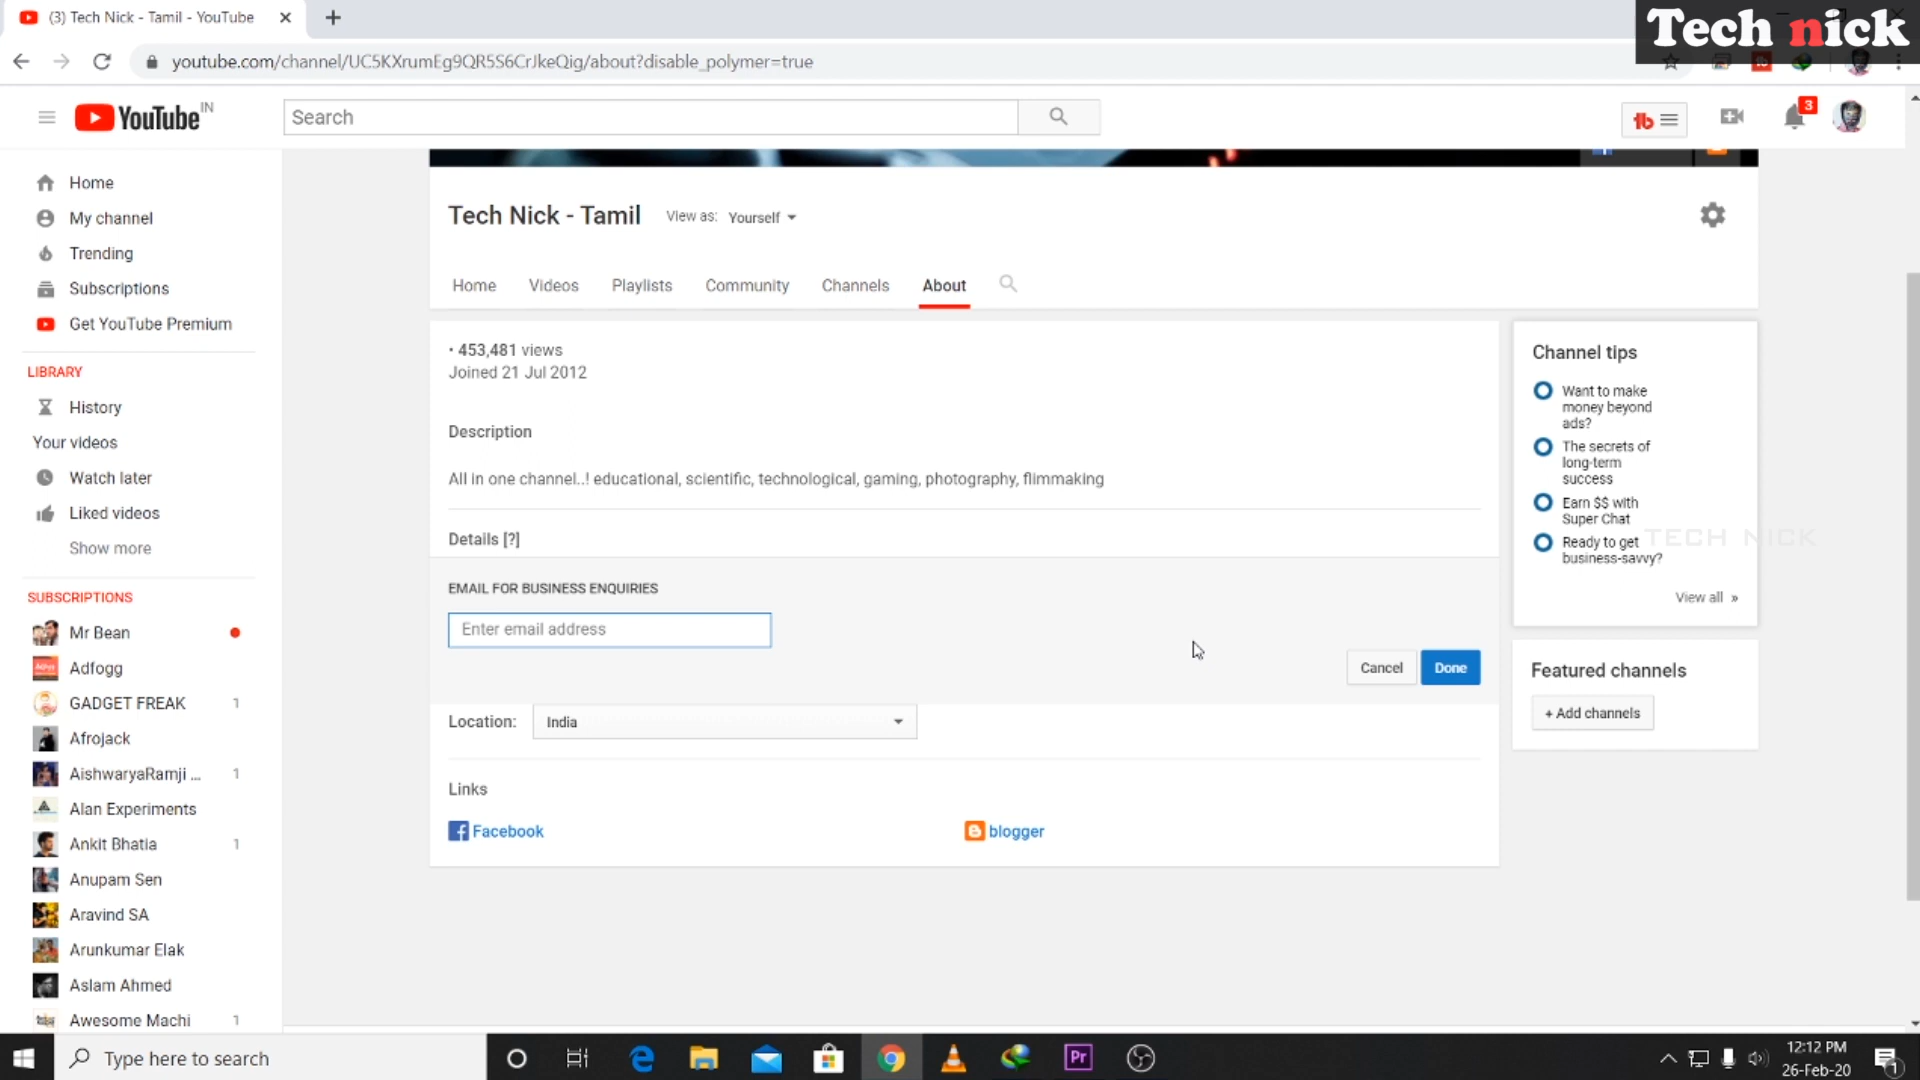 (3) Tech Nick - Tamil - YouTube
Tech nick
youtube.com/channel/UC5KXrumEg9QR5S6CrJkeQig/about?disable_polymer=true
YouTube IN
Search
3
Home
My channel
Trending
Subscriptions
Get YouTube Premium
LIBRARY
History
Your videos
Watch later
Liked videos
Show more
SUBSCRIPTIONS
Mr Bean
Adfogg
GADGET FREAK 1
Afrojack
AishwaryaRamji ... 1
Alan Experiments
Ankit Bhatia 1
Anupam Sen
Aravind SA
Arunkumar Elak
Aslam Ahmed
Awesome Machi 1
Tech Nick - Tamil View as: Yourself
Home Videos Playlists Community Channels About
• 453,481 views
Joined 21 Jul 2012
Description
All in one channel..! educational, scientific, technological, gaming, photography, flimmaking
Details [?]
EMAIL FOR BUSINESS ENQUIRIES
Enter email address
Cancel Done
Location: India
Links
Facebook blogger
Channel tips
Want to make
money beyond
ads?
The secrets of
long-term
success
Earn $$ with
Super Chat
Ready to get
business-savvy?
TECH NICK
View all »
Featured channels
+ Add channels
Type here to search
Pr
12:12 PM
26-Feb-20
1